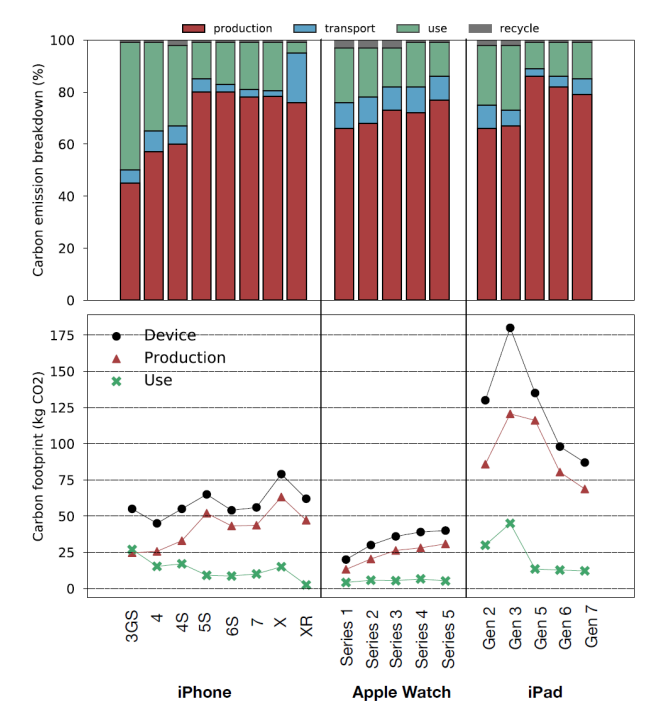 production transport use recycle
Carbon emission breakdown (%)
100
80
60
40
20
0
Carbon footprint (kg CO2)
175
150
125
100
75
50
25
0
Device
Production
Use
3GS 4 4S 5S 6S 7 X XR Series 1 Series 2 Series 3 Series 4 Series 5 Gen 2 Gen 3 Gen 5 Gen 6 Gen 7
iPhone Apple Watch iPad